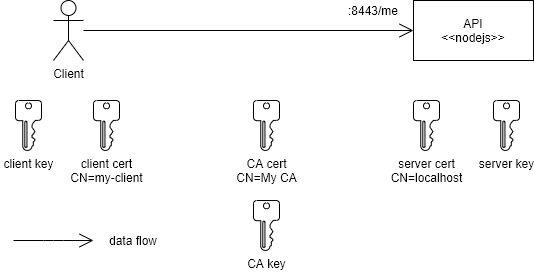 :8443/me
API
<<nodejs>>
Client
client key
client cert
CN=my-client
CA cert
CN=My CA
server cert
CN=localhost
server key
data flow
CA key